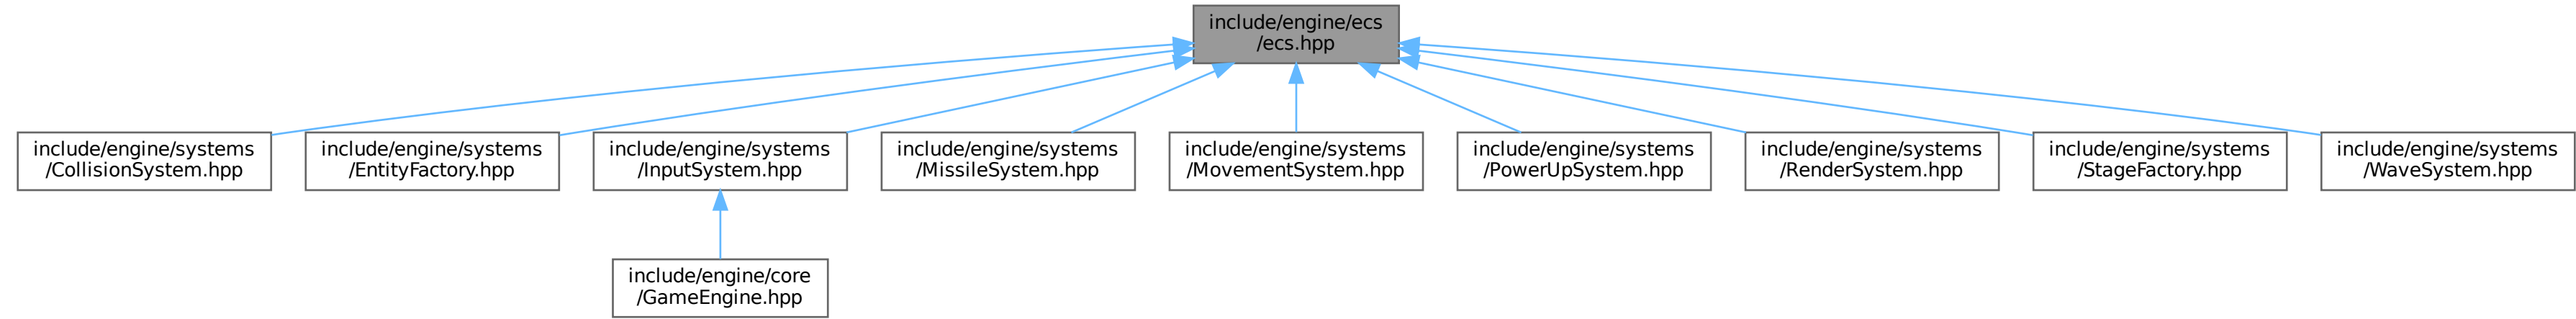 include/engine/ecs
/ecs.hpp
include/engine/systems
/CollisionSystem.hpp
include/engine/systems
/EntityFactory.hpp
include/engine/systems
/InputSystem.hpp
include/engine/systems
/MissileSystem.hpp
include/engine/systems
/MovementSystem.hpp
include/engine/systems
/PowerUpSystem.hpp
include/engine/systems
/RenderSystem.hpp
include/engine/systems
/StageFactory.hpp
include/engine/systems
/WaveSystem.hpp
include/engine/core
/GameEngine.hpp